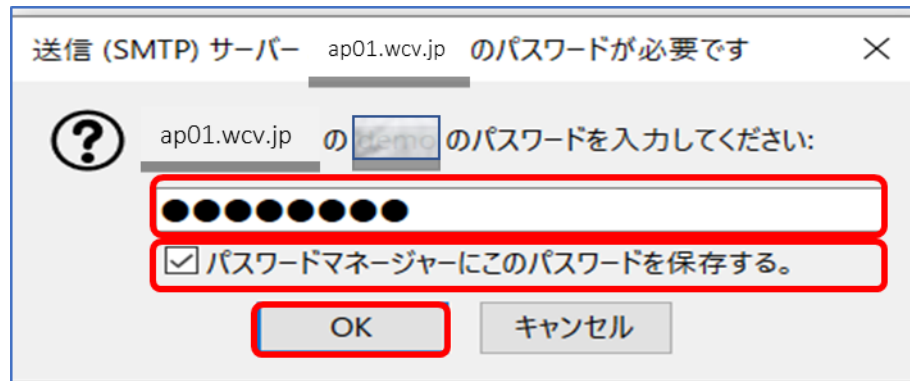 送信 (SMTP) サーバー ap01.wcv.jp のパスワードが必要です
ap01.wcv.jp の demo のパスワードを入力してください:
●●●●●●●●
パスワードマネージャーにこのパスワードを保存する。
OK キャンセル